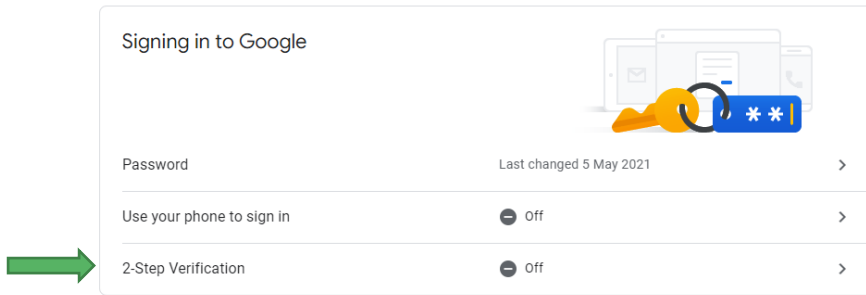 Signing in to Google
**
Password Last changed 5 May 2021
Use your phone to sign in Off
2-Step Verification Off